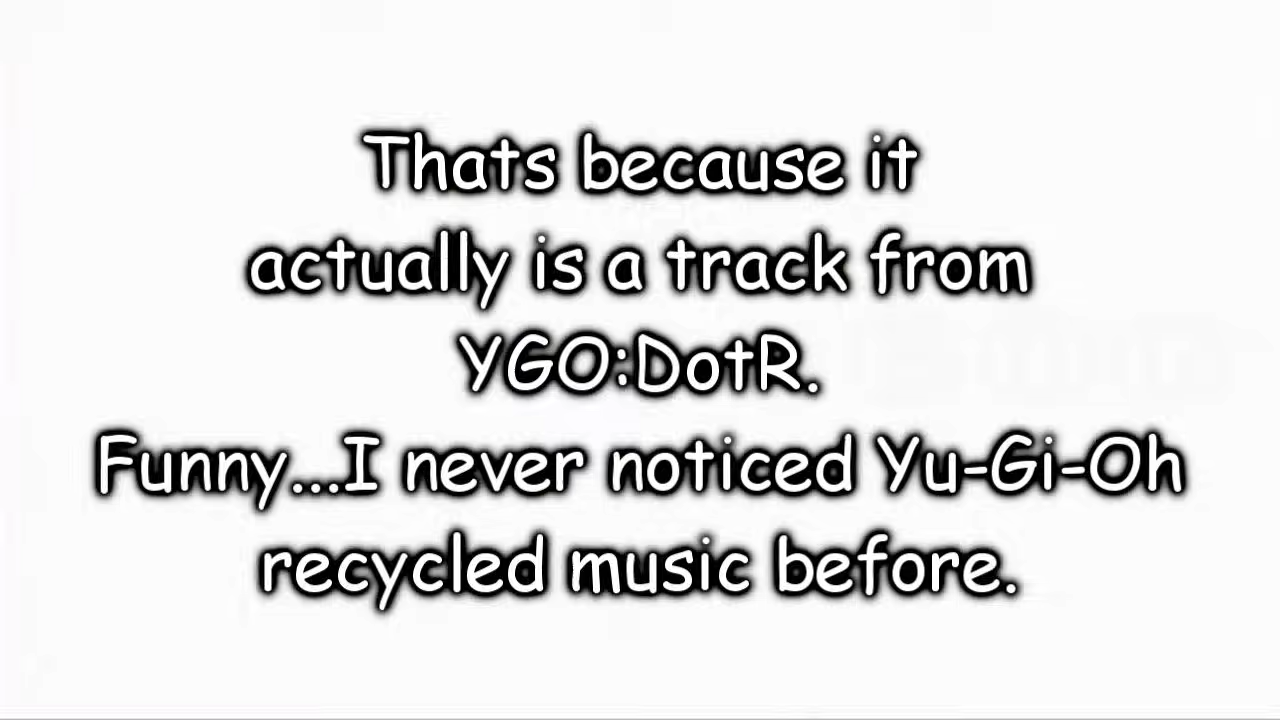 Thats because it
actually is a track from
YGO:DotR.
Funny...I never noticed Yu-Gi-Oh
recycled music before.